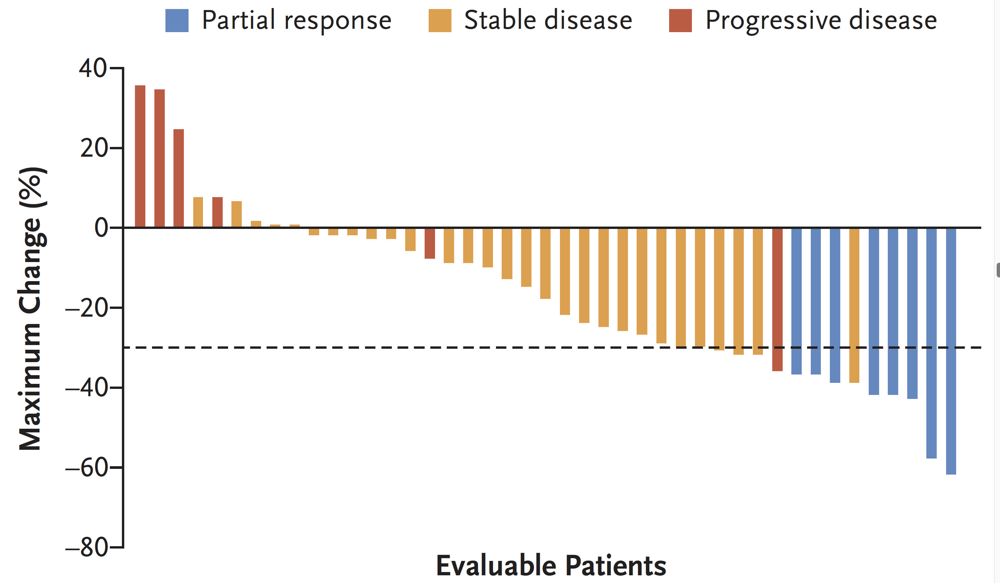 Partial response Stable disease Progressive disease
40
20
0
–20
–40
–60
–80
Maximum Change (%)
Evaluable Patients